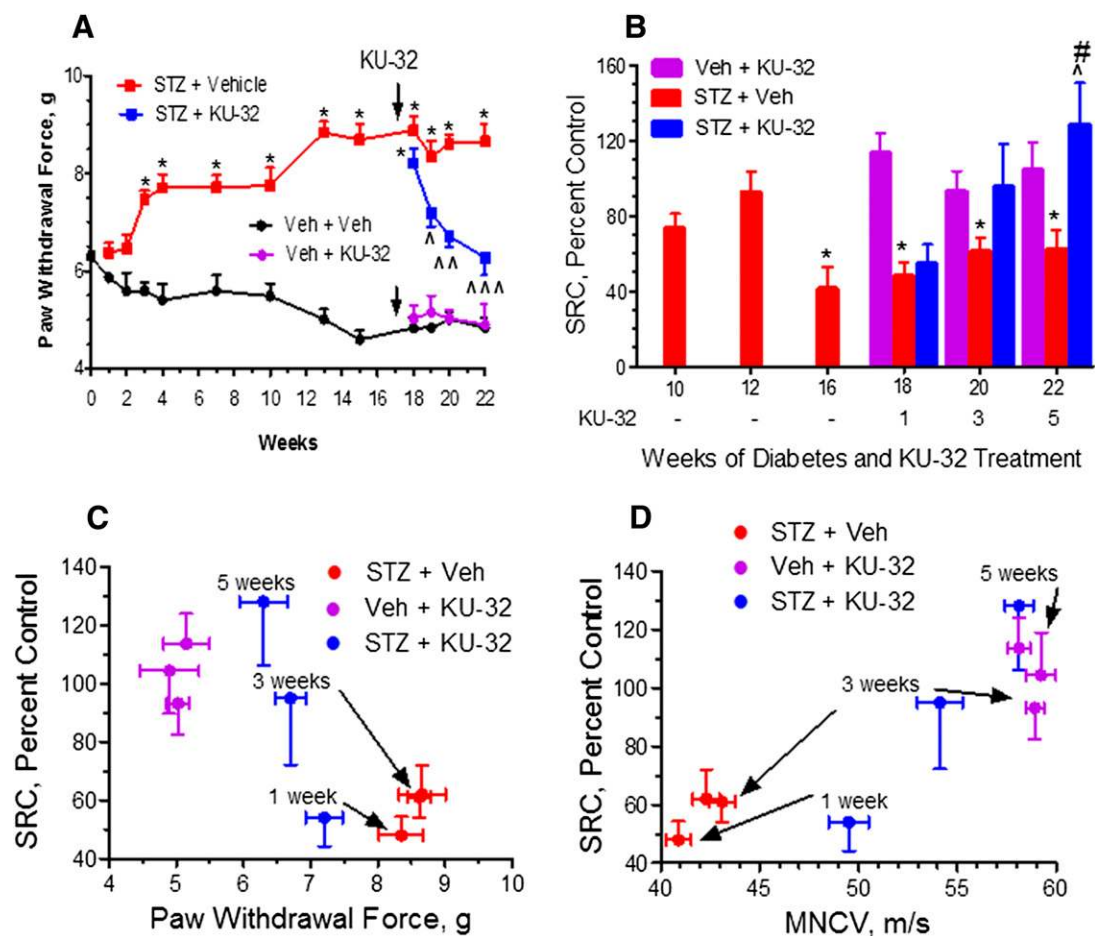 A
KU-32
Paw Withdrawal Force, g
10
8
6
4
STZ + Vehicle
STZ + KU-32
* * * * * * * * * * *
*
Veh + Veh
Veh + KU-32
^
^^
^^^
0 2 4 6 8 10 12 14 16 18 20 22
Weeks
B
SRC, Percent Control
160
120
80
40
0
Veh + KU-32
STZ + Veh
STZ + KU-32
#
^
* * * *
10 12 16 18 20 22
KU-32 - - - 1 3 5
Weeks of Diabetes and KU-32 Treatment
C
SRC, Percent Control
140
120
100
80
60
40
STZ + Veh
Veh + KU-32
STZ + KU-32
5 weeks
3 weeks
1 week
4 5 6 7 8 9 10
Paw Withdrawal Force, g
D
SRC, Percent Control
140
120
100
80
60
40
STZ + Veh
Veh + KU-32
STZ + KU-32
5 weeks
3 weeks
1 week
40 45 50 55 60
MNCV, m/s